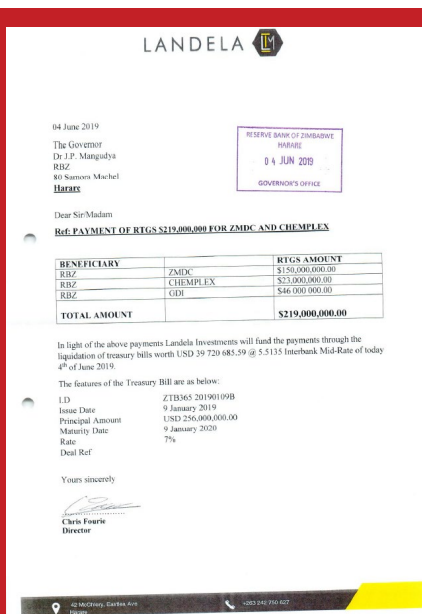 LANDELA
04 June 2019
The Governor
Dr J.P. Mangudya
RBZ
80 Samora Machel
Harare
RESERVE BANK OF ZIMBABWE
HARARE
0 4 JUN 2019
GOVERNOR'S OFFICE
Dear Sir/Madam
Ref: PAYMENT OF RTGS $219,000,000 FOR ZMDC AND CHEMPLEX
BENEFICIARY RTGS AMOUNT
RBZ ZMDC $150,000,000.00
RBZ CHEMPLEX $23,000,000.00
RBZ GDI $46 000 000.00
TOTAL AMOUNT $219,000,000.00
In light of the above payments Landela Investments will fund the payments through the
liquidation of treasury bills worth USD 39 720 685.59 @ 5.5135 Interbank Mid-Rate of today
4th of June 2019.
The features of the Treasury Bill are as below:
I.D ZTB365 20190109B
Issue Date 9 January 2019
Principal Amount USD 256,000,000.00
Maturity Date 9 January 2020
Rate 7%
Deal Ref
Yours sincerely
Chris Fourie
Director
42 McChlery, Eastlea Ave
Harare
+263 242 750 627